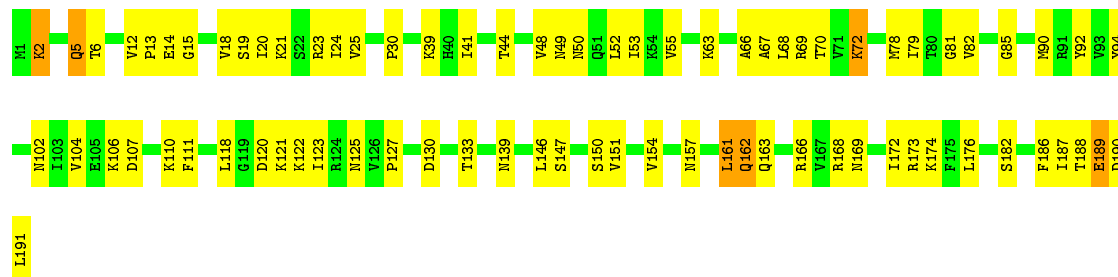 M1 K2 Q5 T6 V12 P13 E14 G15 V18 S19 I20 K21 S22 R23 I24 V25 P30 K39 H40 I41 T44 V48 N49 N50 Q51 L52 I53 K54 V55 K63 A66 A67 L68 R69 T70 V71 K72 M78 I79 T80 G81 V82 G85 M90 R91 Y92 V93 Y94
N102 I103 V104 E105 K106 D107 K110 F111 L118 G119 D120 K121 K122 I123 R124 N125 V126 P127 D130 T133 N139 L146 S147 S150 V151 V154 N157 L161 Q162 Q163 R166 V167 R168 N169 I172 R173 K174 F175 L176 S182 F186 I187 T188 E189 D190
L191